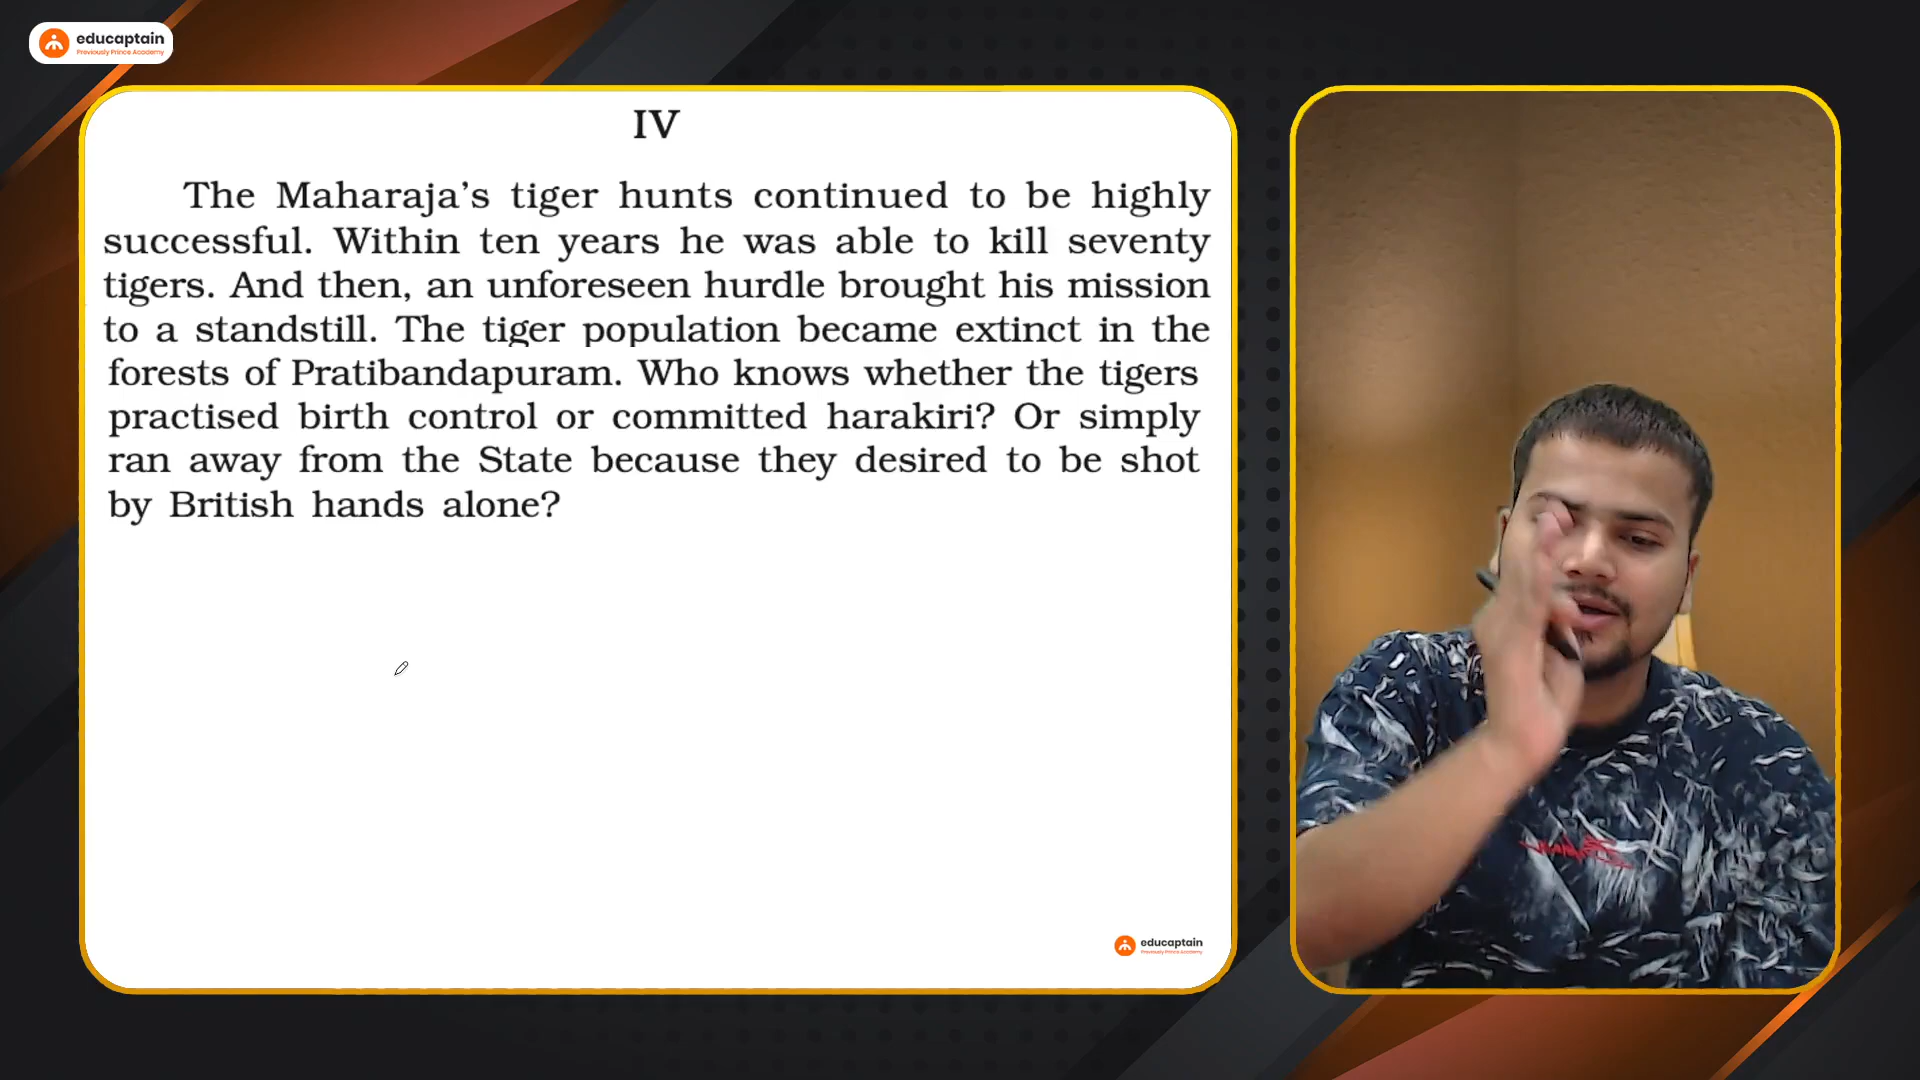 educaptain
Previously Prince Academy
IV
The Maharaja’s tiger hunts continued to be highly
successful. Within ten years he was able to kill seventy
tigers. And then, an unforeseen hurdle brought his mission
to a standstill. The tiger population became extinct in the
forests of Pratibandapuram. Who knows whether the tigers
practised birth control or committed harakiri? Or simply
ran away from the State because they desired to be shot
by British hands alone?
educaptain
Previously Prince Academy